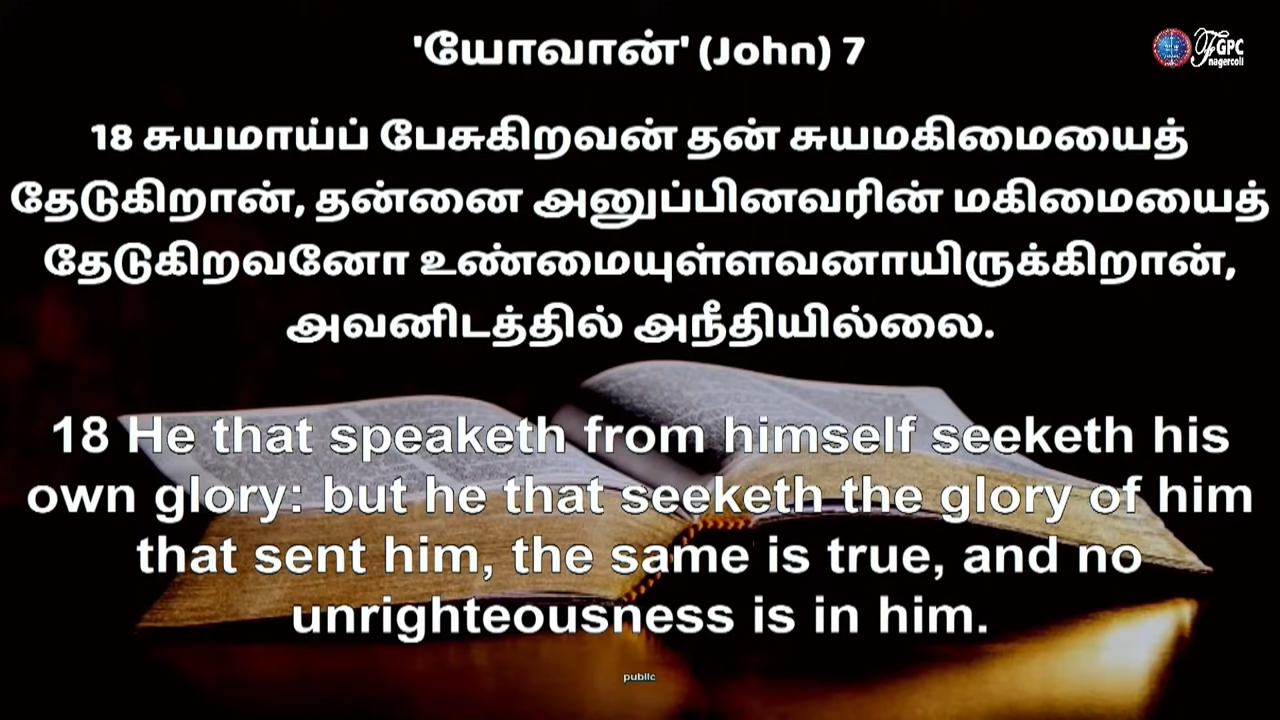 'யோவான்' (John) 7
GPC
nagercoil
18 சுயமாய்ப் பேசுகிறவன் தன் சுயமகிமையைத்
தேடுகிறான், தன்னை அனுப்பினவரின் மகிமையைத்
தேடுகிறவனோ உண்மையுள்ளவனாயிருக்கிறான்,
அவனிடத்தில் அநீதியில்லை.
18 He that speaketh from himself seeketh his
own glory: but he that seeketh the glory of him
that sent him, the same is true, and no
unrighteousness is in him.
public